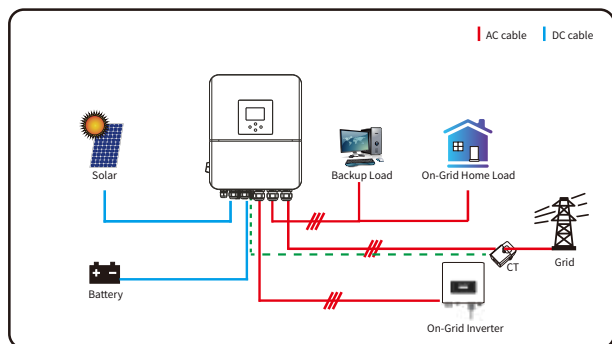 AC cable
DC cable
Solar
Backup Load
On-Grid Home Load
CT
Grid
Battery
On-Grid Inverter